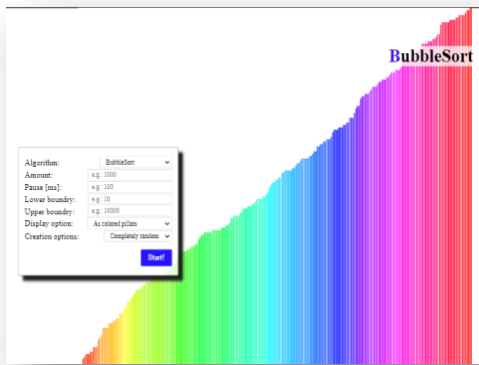 BubbleSort
Algorithm: BubbleSort
Amount: e.g.: 1000
Pause [ms]: e.g.: 100
Lower boundry: e.g.: 10
Upper boundry: e.g.: 10000
Display option: As colored pillars
Creation options: Completely random
Start!